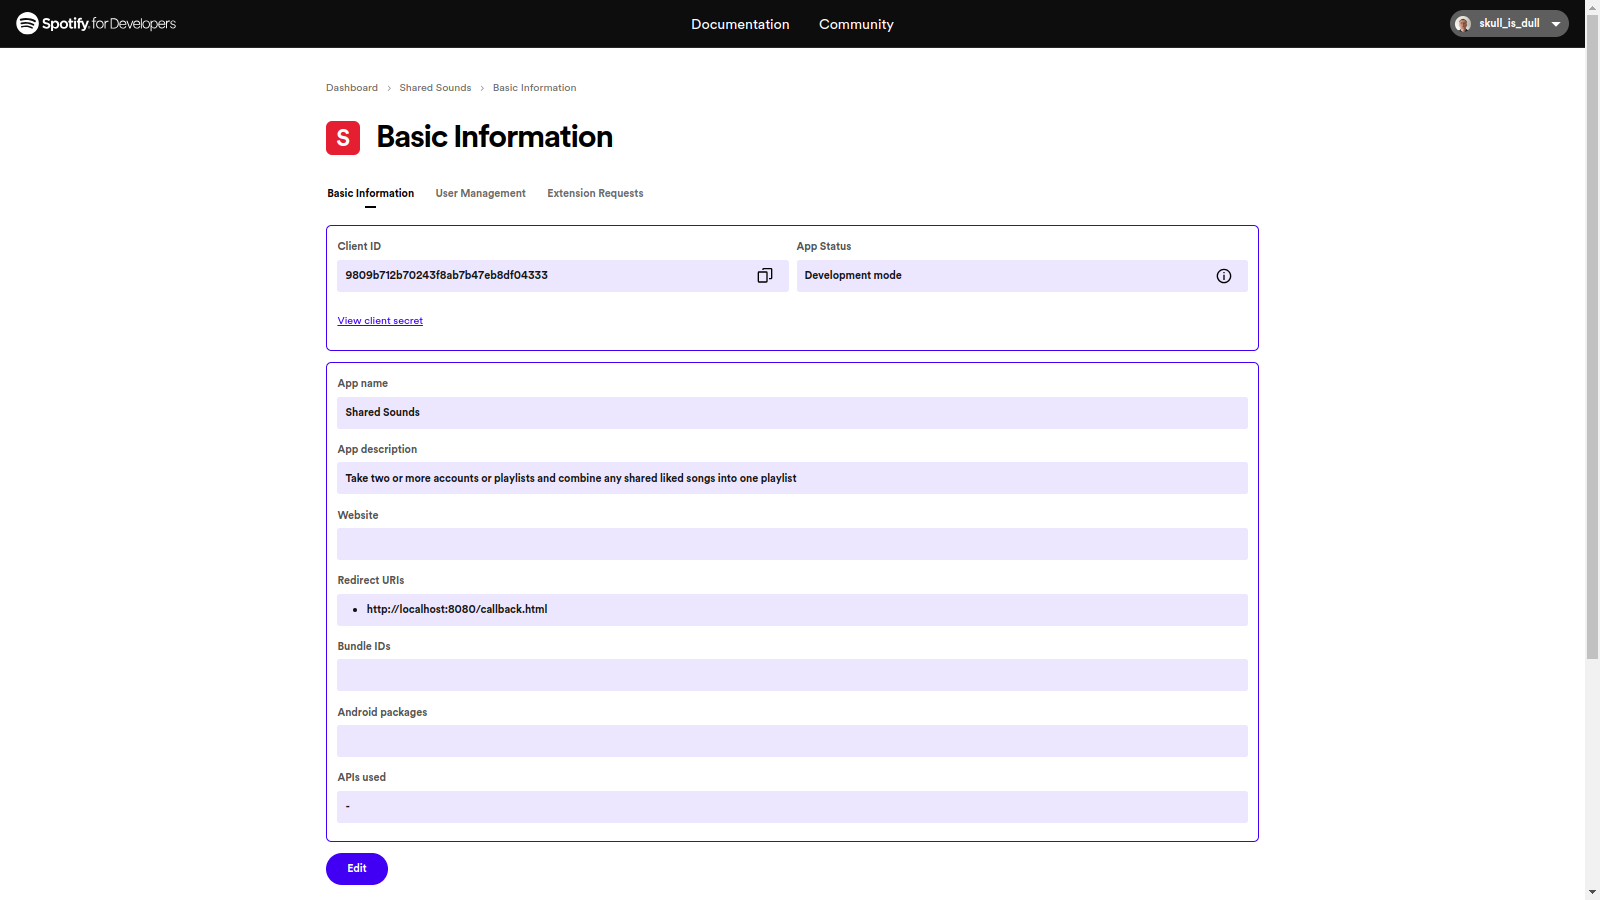 Spotify for Developers
Documentation
Community
skull_is_dull
Dashboard › Shared Sounds › Basic Information
S
Basic Information
Basic Information
User Management
Extension Requests
Client ID
9809b712b70243f8ab7b47eb8df04333
App Status
Development mode
View client secret
App name
Shared Sounds
App description
Take two or more accounts or playlists and combine any shared liked songs into one playlist
Website
Redirect URIs
• http://localhost:8080/callback.html
Bundle IDs
Android packages
APIs used
-
Edit